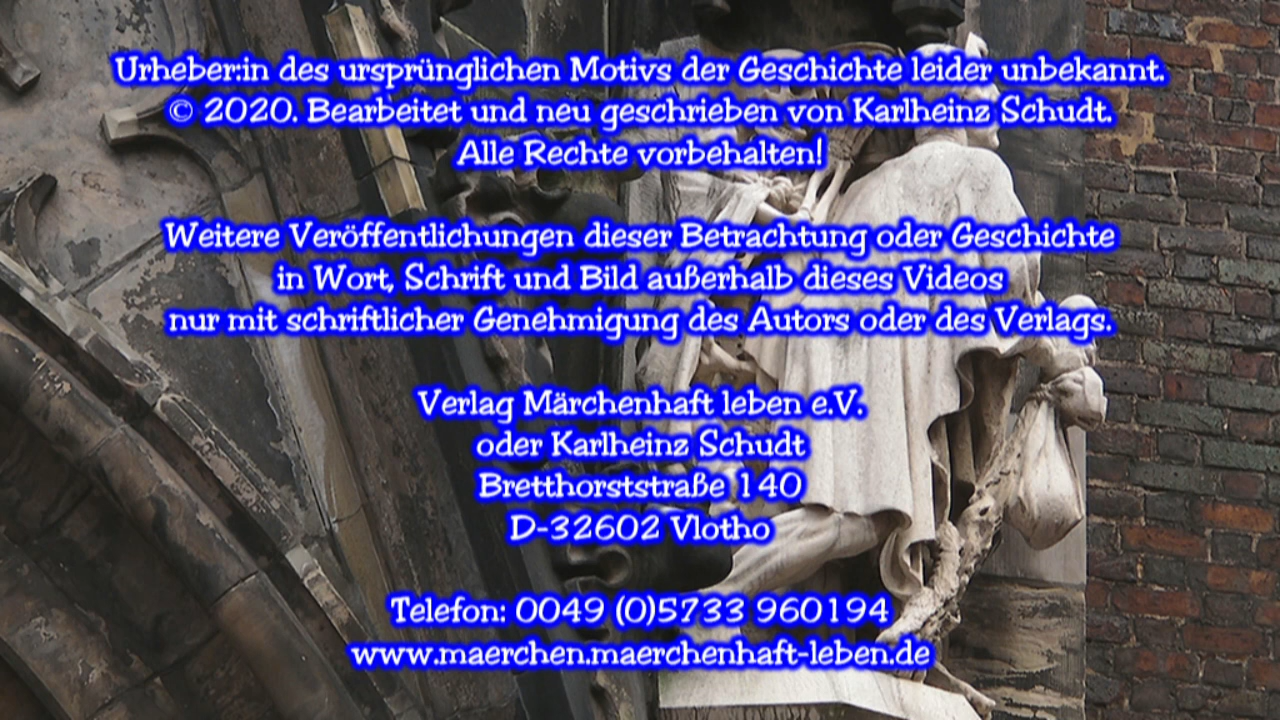 Urheber:in des ursprünglichen Motivs der Geschichte leider unbekannt.
© 2020. Bearbeitet und neu geschrieben von Karlheinz Schudt.
Alle Rechte vorbehalten!
Weitere Veröffentlichungen dieser Betrachtung oder Geschichte
in Wort, Schrift und Bild außerhalb dieses Videos
nur mit schriftlicher Genehmigung des Autors oder des Verlags.
Verlag Märchenhaft leben e.V.
oder Karlheinz Schudt
Bretthorststraße 140
D-32602 Vlotho
Telefon: 0049 (0)5733 960194
www.maerchen.maerchenhaft-leben.de